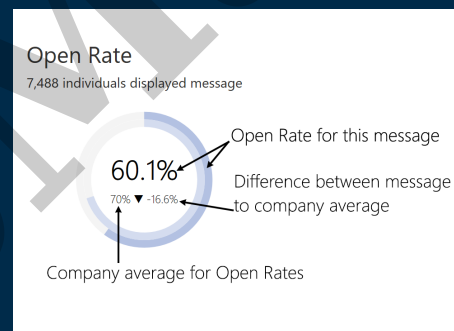 Open Rate
7,488 individuals displayed message
Open Rate for this message
60.1%
Difference between message
70% ▼ -16.6%
to company average
Company average for Open Rates